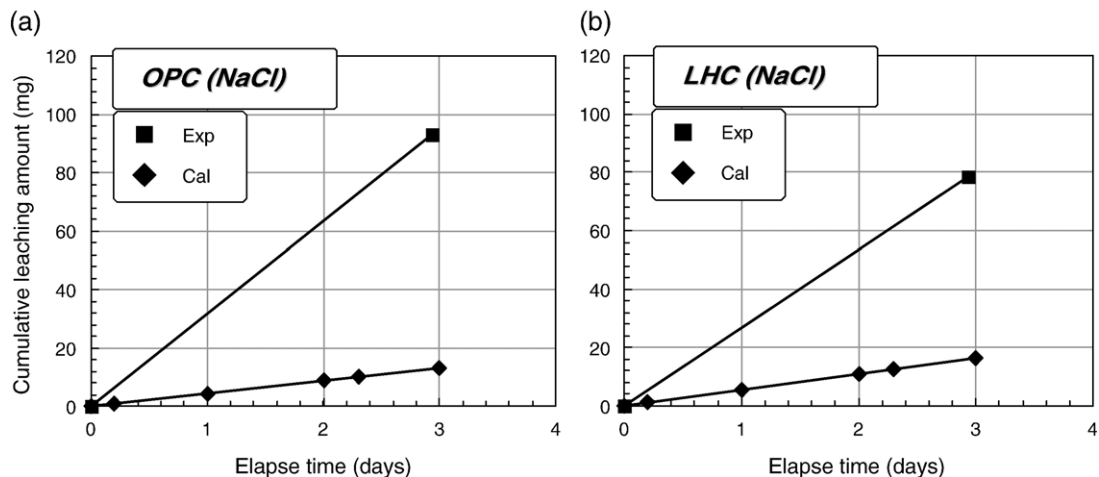 (a)
OPC (NaCl)
Exp
Cal
Cumulative leaching amount (mg)
120
100
80
60
40
20
0
0 1 2 3 4
Elapse time (days)
(b)
LHC (NaCl)
Exp
Cal
120
100
80
60
40
20
0
0 1 2 3 4
Elapse time (days)